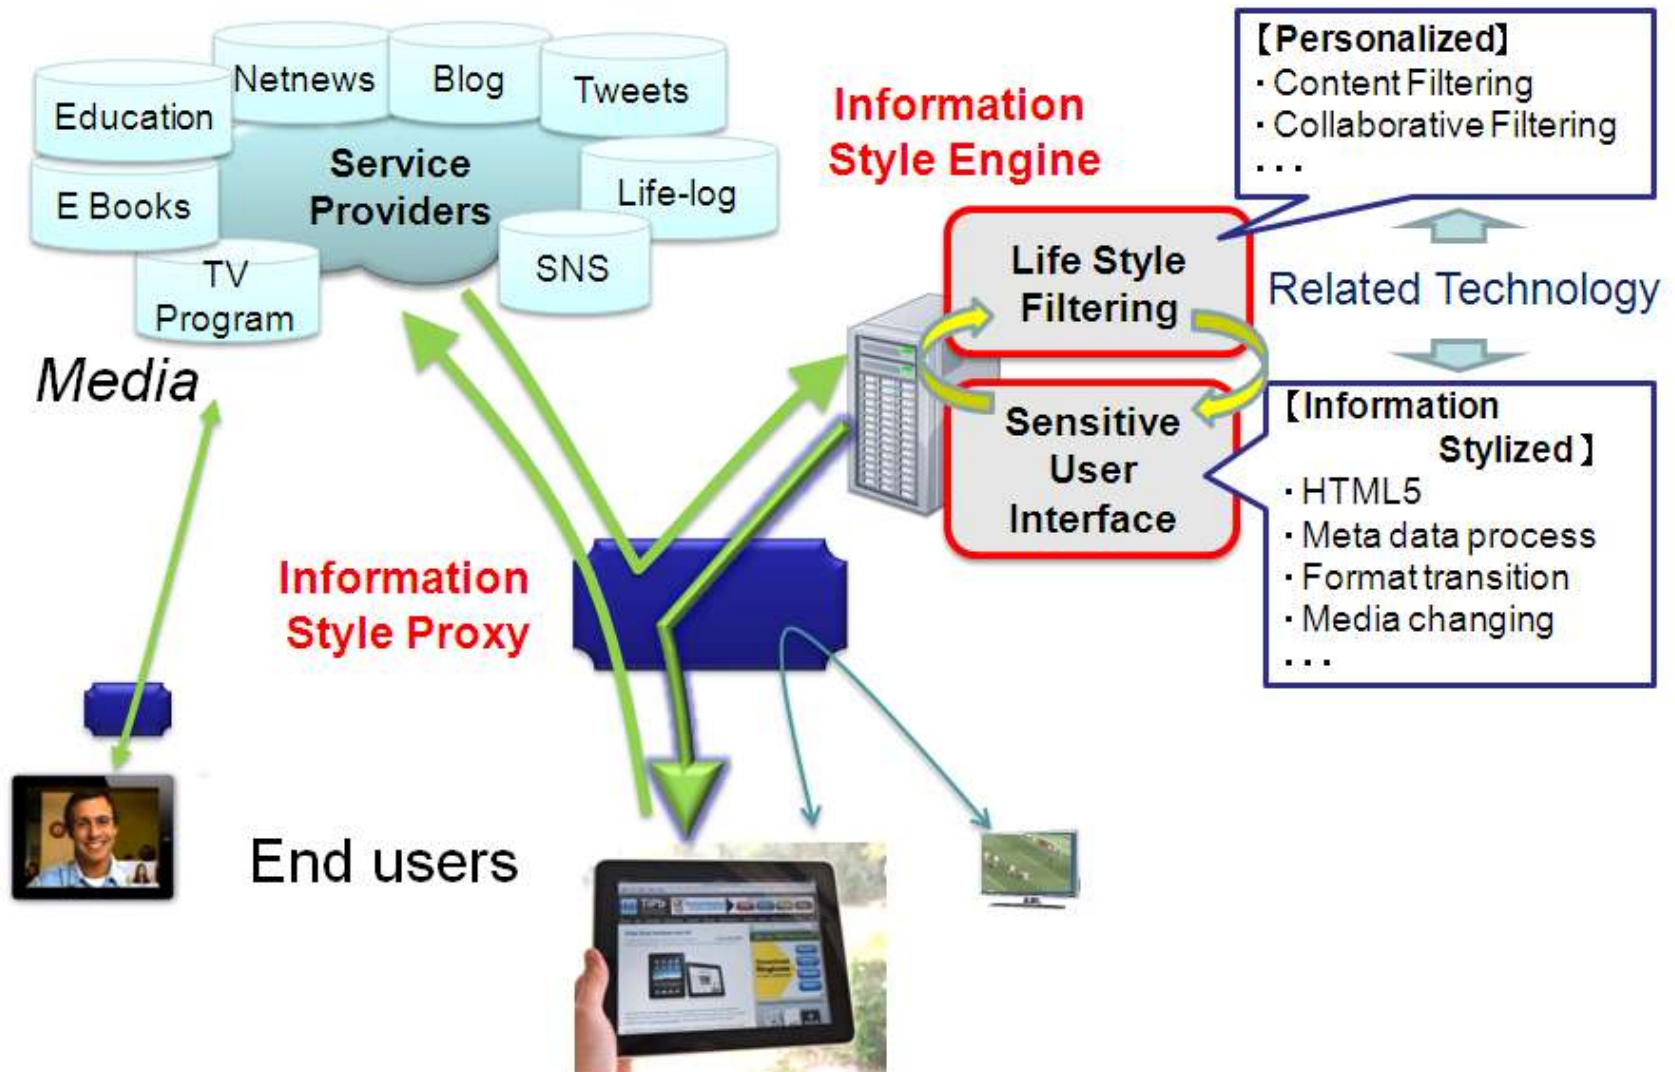 Netnews
Blog
Tweets
Education
Service
Providers
E Books
Life-log
SNS
TV
Program
Media
Information
Style Engine
【Personalized】
・Content Filtering
・Collaborative Filtering
・・・
Life Style
Filtering
Related Technology
Sensitive
User
Interface
【Information
Stylized】
・HTML5
・Meta data process
・Format transition
・Media changing
・・・
Information
Style Proxy
End users